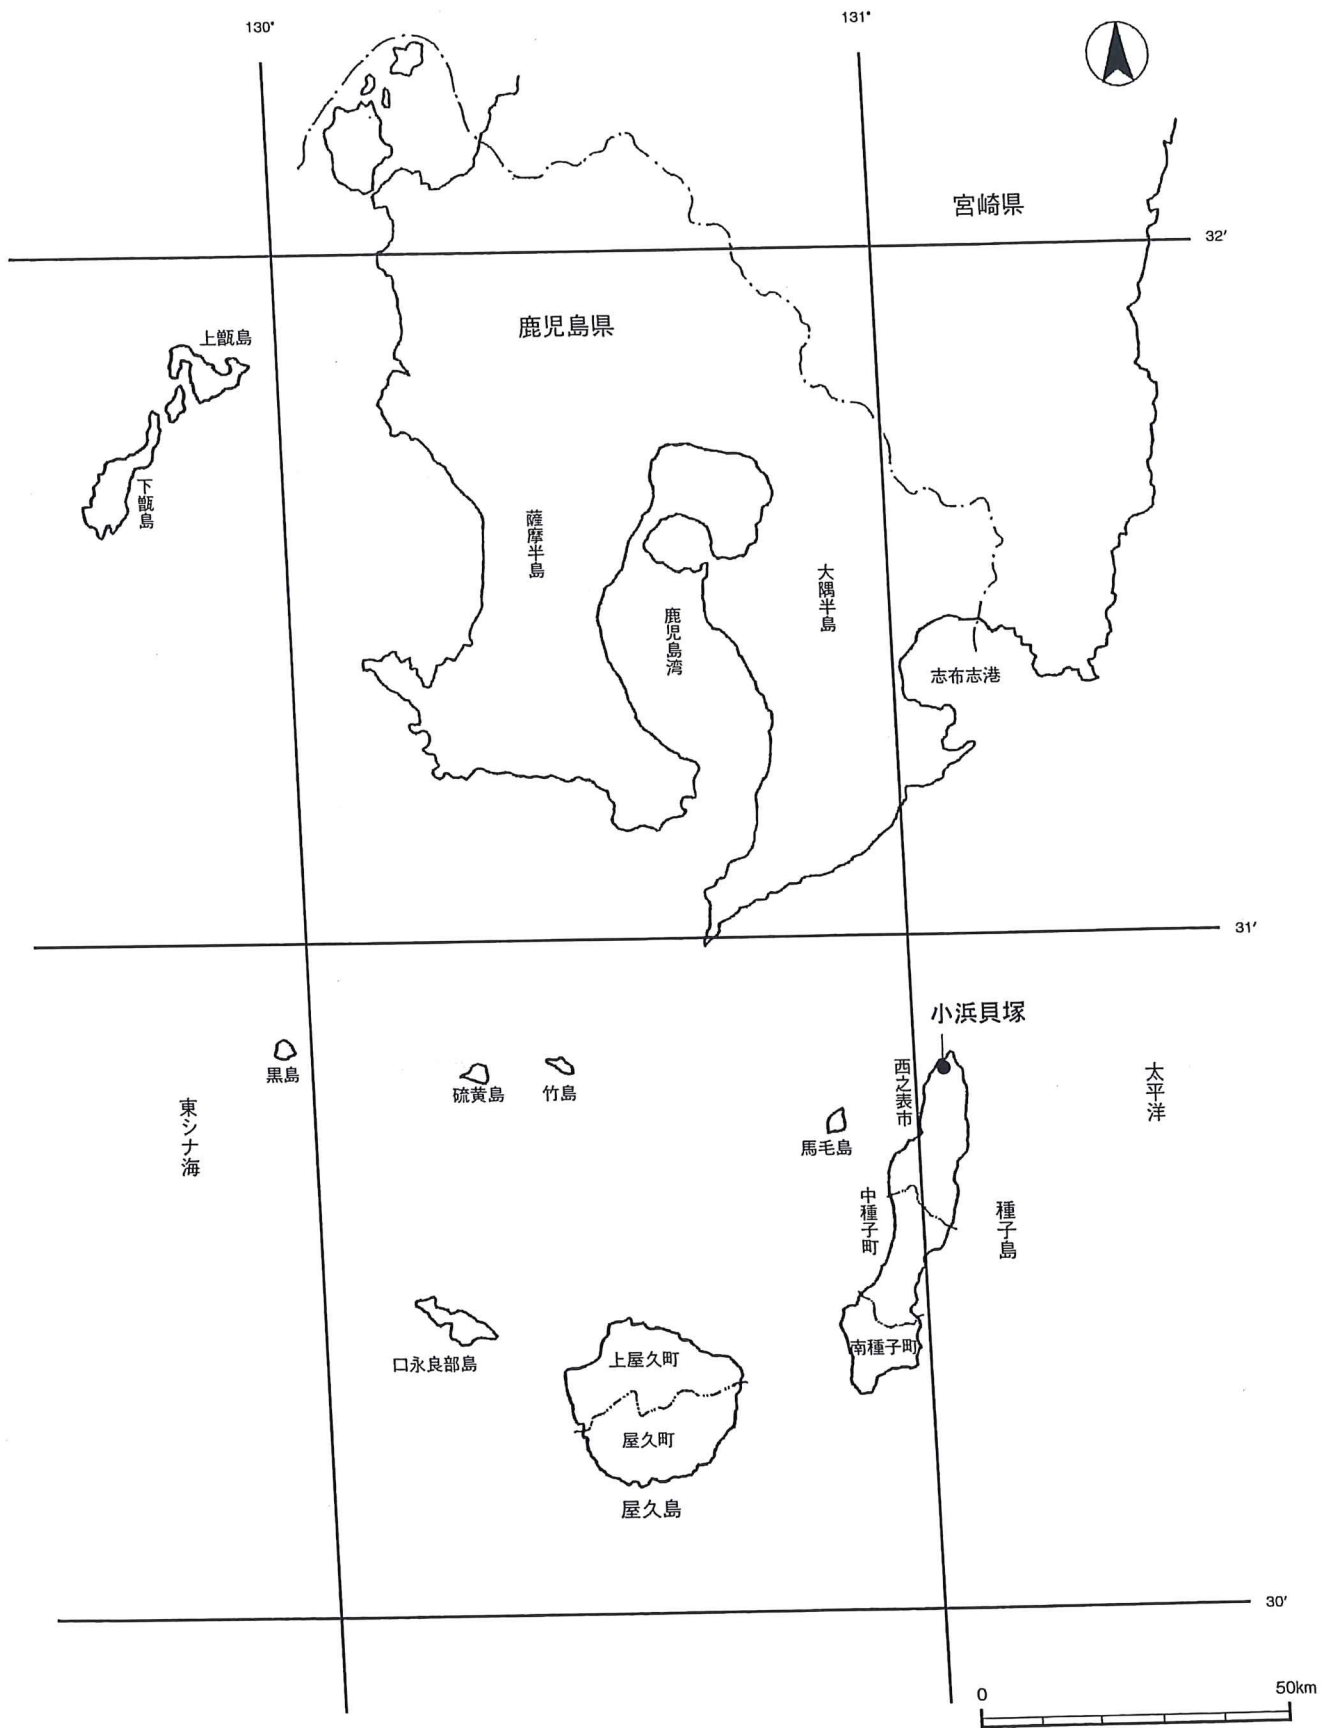 130°
131°
宮崎県
32′
鹿児島県
上甑島
下甑島
薩摩半島
大隅半島
鹿児島湾
志布志港
31′
小浜貝塚
黒島
硫黄島
竹島
西之表市
太平洋
東シナ海
馬毛島
中種子町
種子島
口永良部島
上屋久町
南種子町
屋久町
屋久島
30′
0
50km